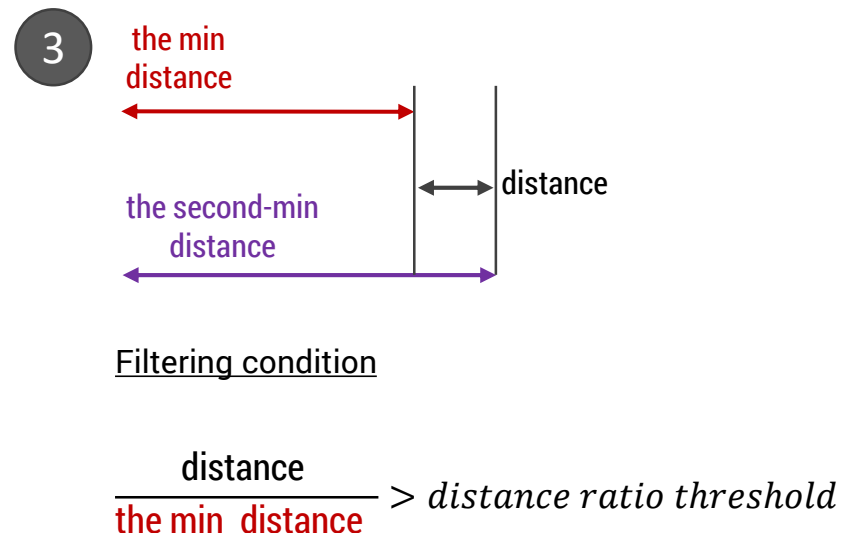 3
the min
distance
distance
the second-min
distance
Filtering condition
distance
the min distance
> distance ratio threshold